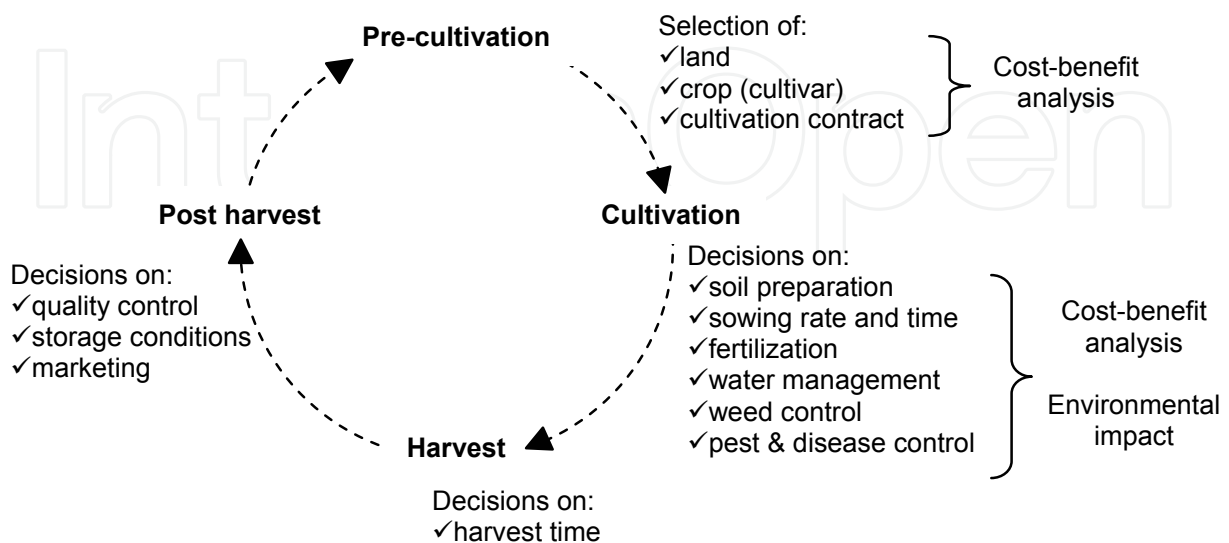 Pre-cultivation
Selection of:
✓land
✓crop (cultivar)
✓cultivation contract
Cost-benefit
analysis
Cultivation
Decisions on:
✓soil preparation
✓sowing rate and time
✓fertilization
✓water management
✓weed control
✓pest & disease control
Cost-benefit
analysis
Environmental
impact
Harvest
Decisions on:
✓harvest time
Post harvest
Decisions on:
✓quality control
✓storage conditions
✓marketing
Int Open